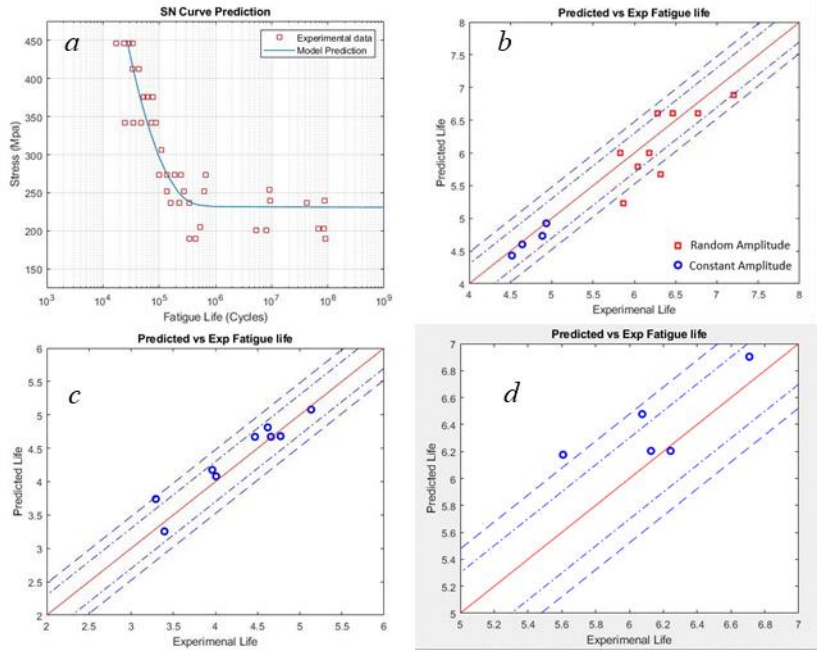 SN Curve Prediction
a
Experimental data
Model Prediction
450
400
350
300
250
200
150
Stress (Mpa)
10^3 10^4 10^5 10^6 10^7 10^8 10^9
Fatigue Life (Cycles)
Predicted vs Exp Fatigue life
b
8
7.5
7
6.5
6
5.5
5
4.5
4
Predicted Life
Random Amplitude
Constant Amplitude
4 4.5 5 5.5 6 6.5 7 7.5 8
Experimenal Life
Predicted vs Exp Fatigue life
c
6
5.5
5
4.5
4
3.5
3
2.5
2
Predicted Life
2 2.5 3 3.5 4 4.5 5 5.5 6
Experimenal Life
Predicted vs Exp Fatigue life
d
7
6.8
6.6
6.4
6.2
6
5.8
5.6
5.4
5.2
5
Predicted Life
5 5.2 5.4 5.6 5.8 6 6.2 6.4 6.6 6.8 7
Experimenal Life